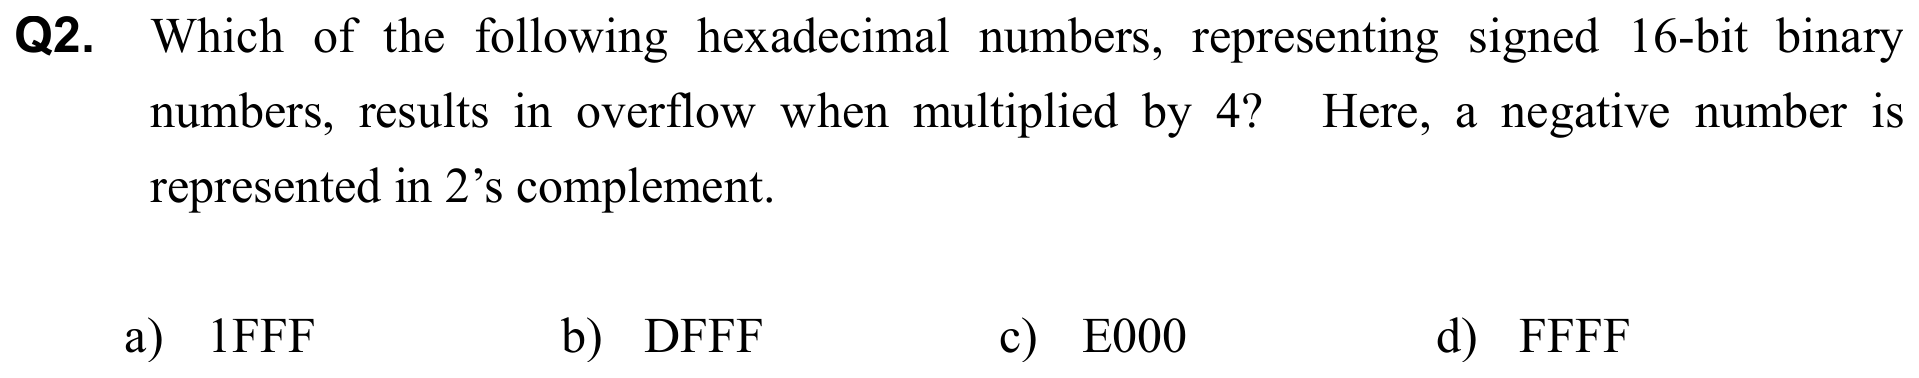 Q2. Which of the following hexadecimal numbers, representing signed 16-bit binary
numbers, results in overflow when multiplied by 4? Here, a negative number is
represented in 2’s complement.
a) 1FFF b) DFFF c) E000 d) FFFF